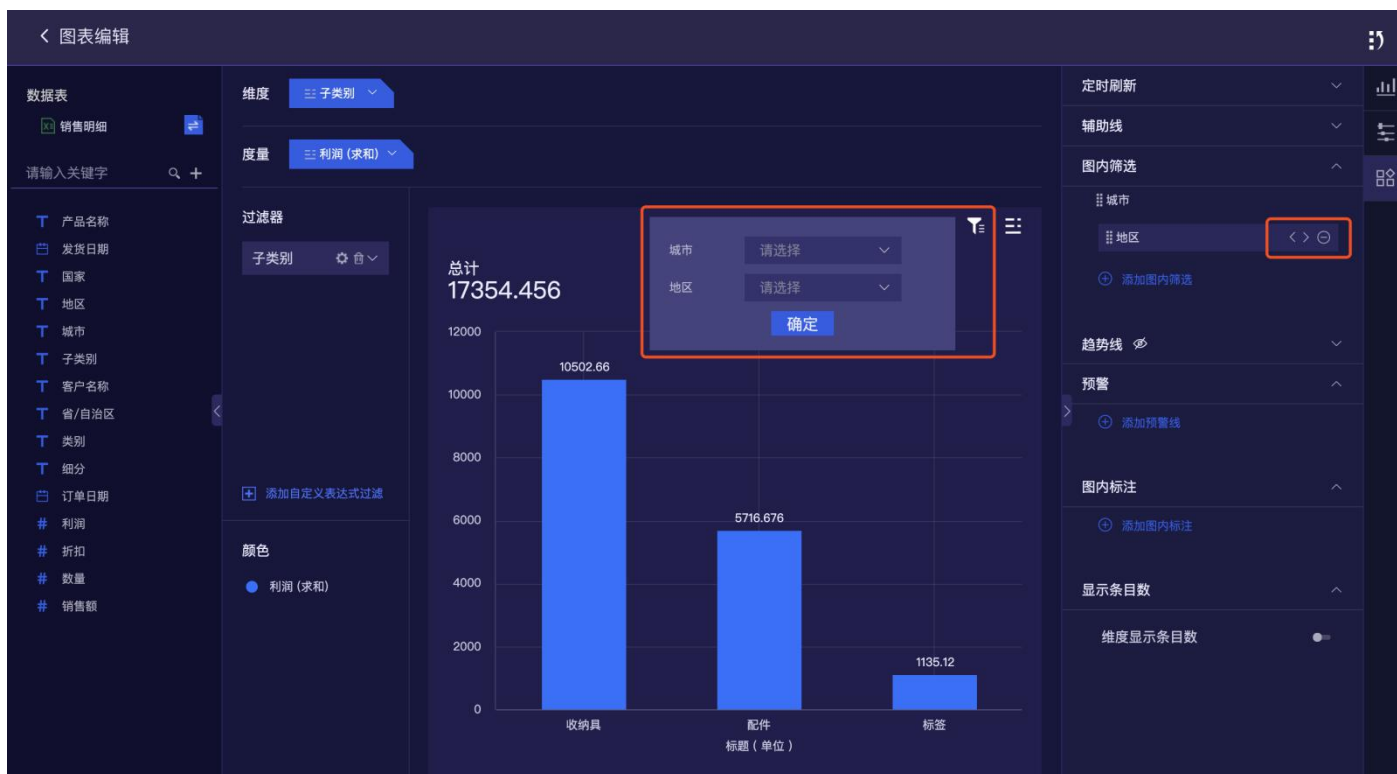 图表编辑
数据表
销售明细
请输入关键字
产品名称
发货日期
国家
地区
城市
子类别
客户名称
省/自治区
类别
细分
订单日期
利润
折扣
数量
销售额
维度
子类别
度量
利润 (求和)
过滤器
子类别
添加自定义表达式过滤
颜色
利润 (求和)
总计
17354.456
城市 请选择
地区 请选择
确定
12000
10000
8000
6000
4000
2000
0
10502.66
5716.676
1135.12
收纳具 配件 标签
标题 ( 单位 )
定时刷新
辅助线
图内筛选
城市
地区
添加图内筛选
趋势线
预警
添加预警线
图内标注
添加图内标注
显示条目数
维度显示条目数